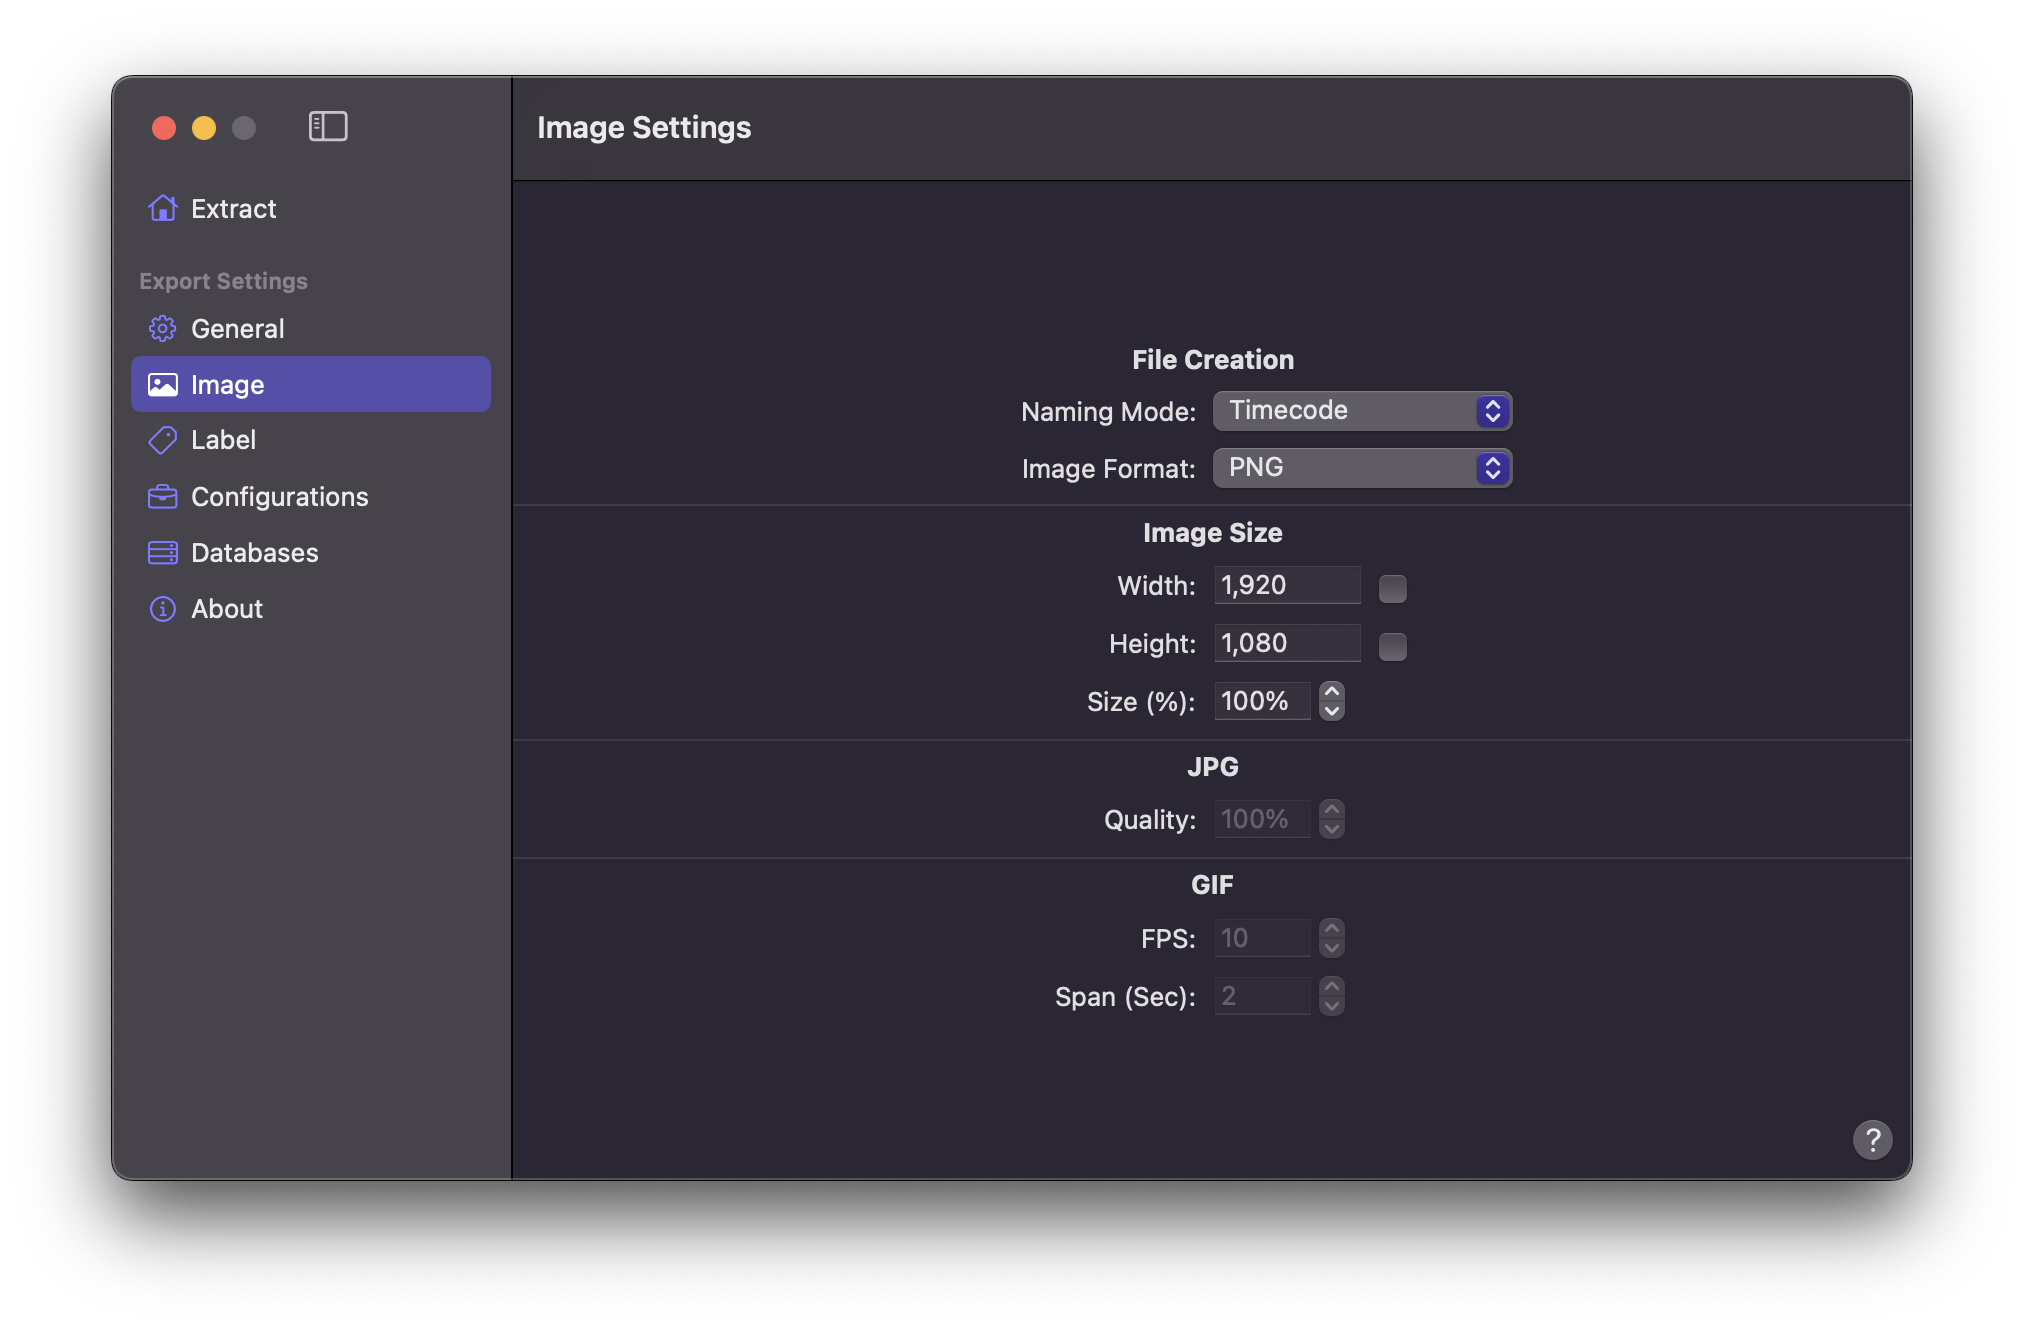 Image Settings
Extract
Export Settings
General
Image
Label
Configurations
Databases
About
File Creation
Naming Mode: Timecode
Image Format: PNG
Image Size
Width: 1,920
Height: 1,080
Size (%): 100%
JPG
Quality: 100%
GIF
FPS: 10
Span (Sec): 2
?